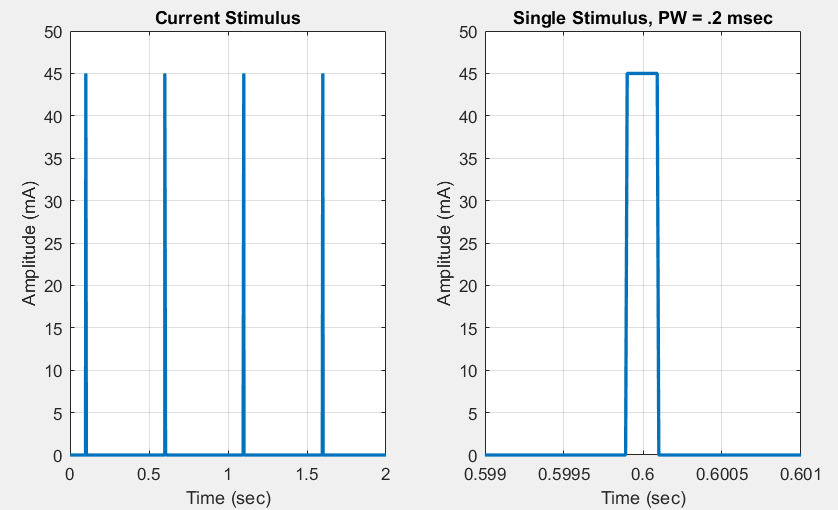 Current Stimulus
50
45
40
35
30
25
20
15
10
5
0
Amplitude (mA)
0 0.5 1 1.5 2
Time (sec)
Single Stimulus, PW = .2 msec
50
45
40
35
30
25
20
15
10
5
0
Amplitude (mA)
0.599 0.5995 0.6 0.6005 0.601
Time (sec)